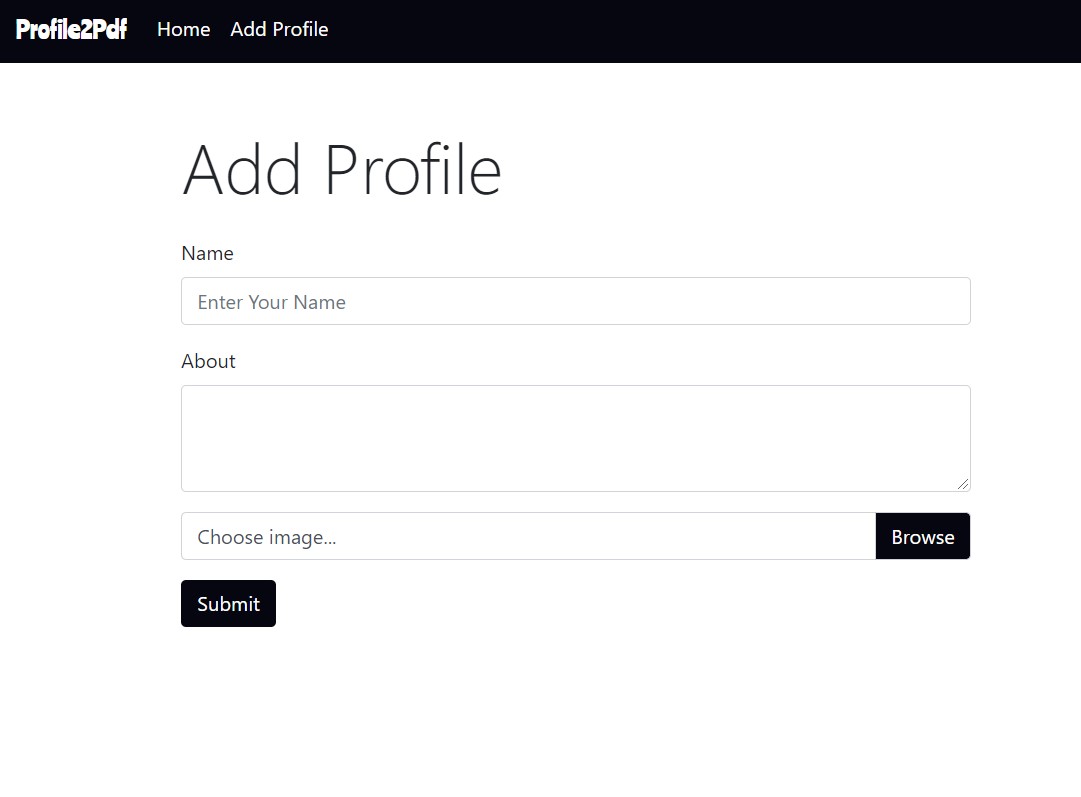 Profile2Pdf Home Add Profile
Add Profile
Name
Enter Your Name
About
Choose image... Browse
Submit